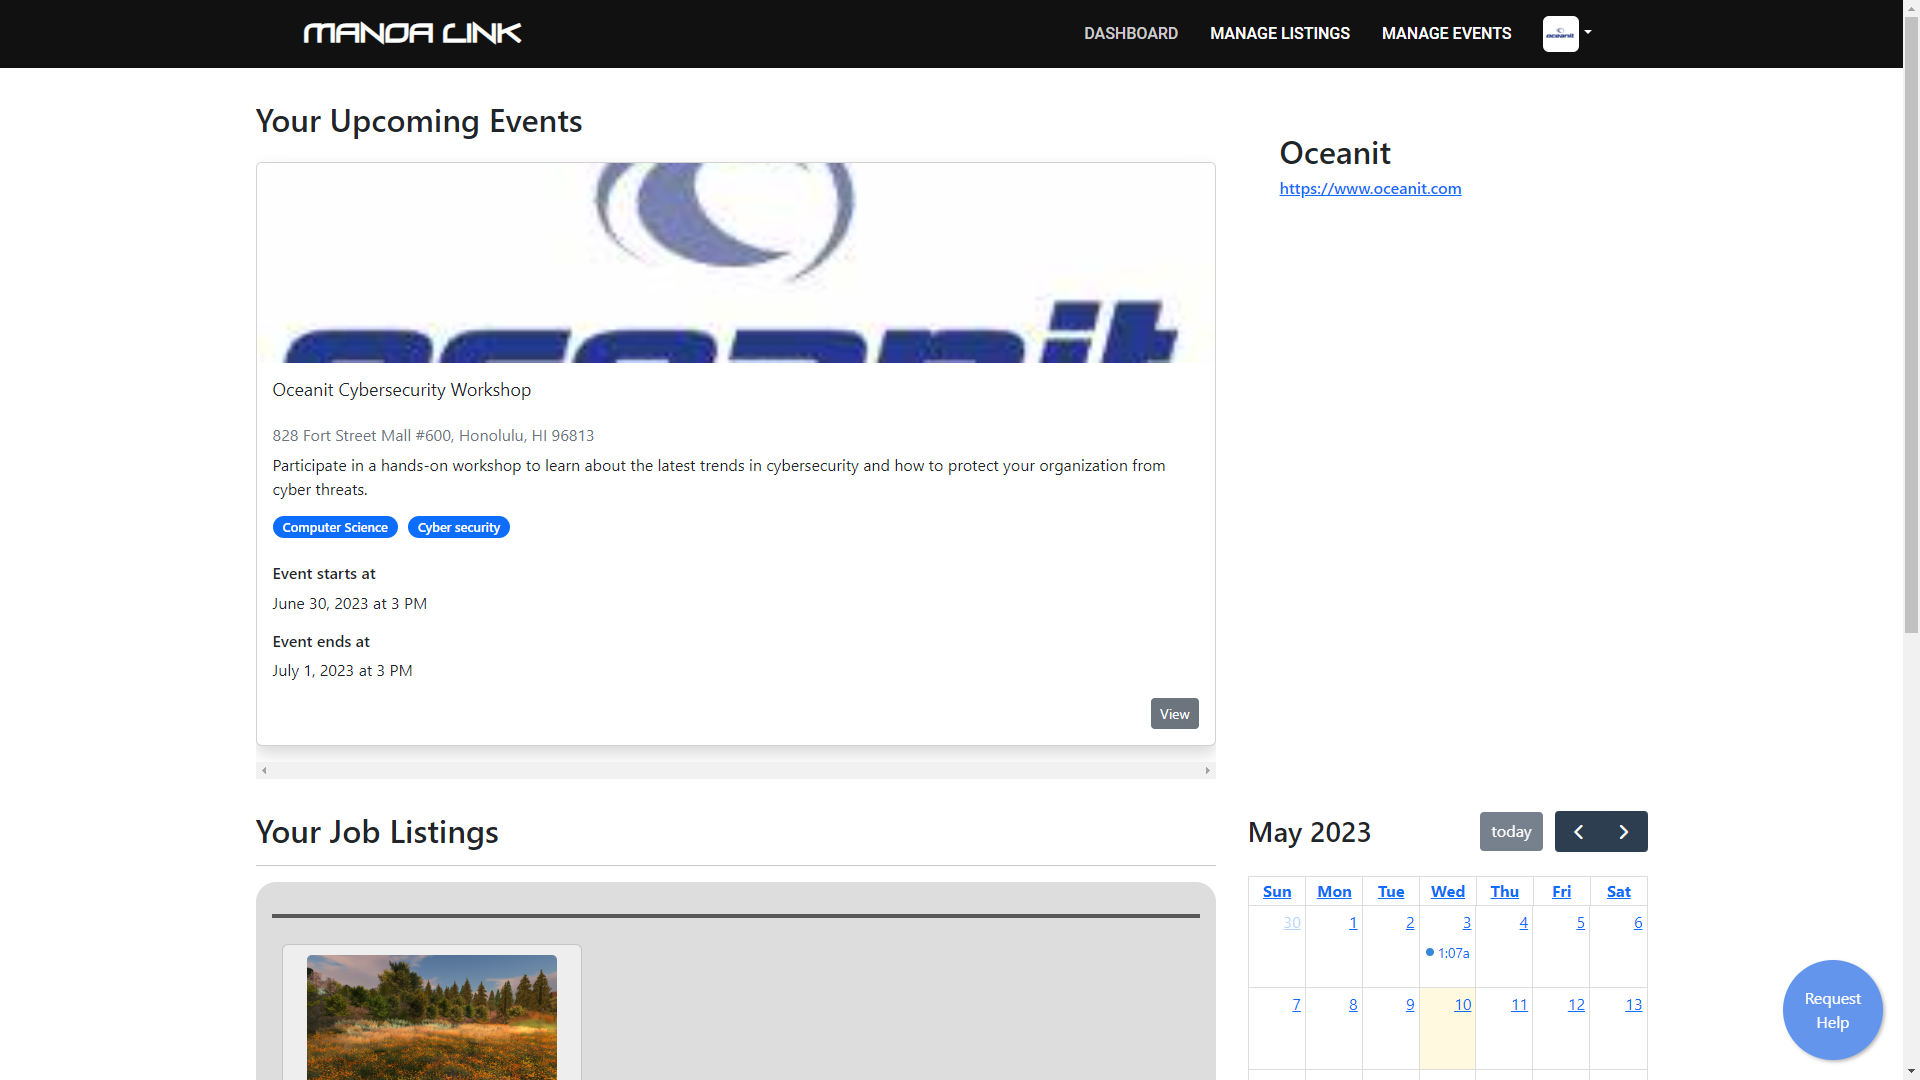 MANOA LINK
DASHBOARD
MANAGE LISTINGS
MANAGE EVENTS
oceanit
Your Upcoming Events
oceanit
Oceanit Cybersecurity Workshop
828 Fort Street Mall #600, Honolulu, HI 96813
Participate in a hands-on workshop to learn about the latest trends in cybersecurity and how to protect your organization from
cyber threats.
Computer Science
Cyber security
Event starts at
June 30, 2023 at 3 PM
Event ends at
July 1, 2023 at 3 PM
View
Oceanit
https://www.oceanit.com
Your Job Listings
May 2023
today
Sun Mon Tue Wed Thu Fri Sat
30 1 2 3 4 5 6
1:07a
7 8 9 10 11 12 13
Request
Help